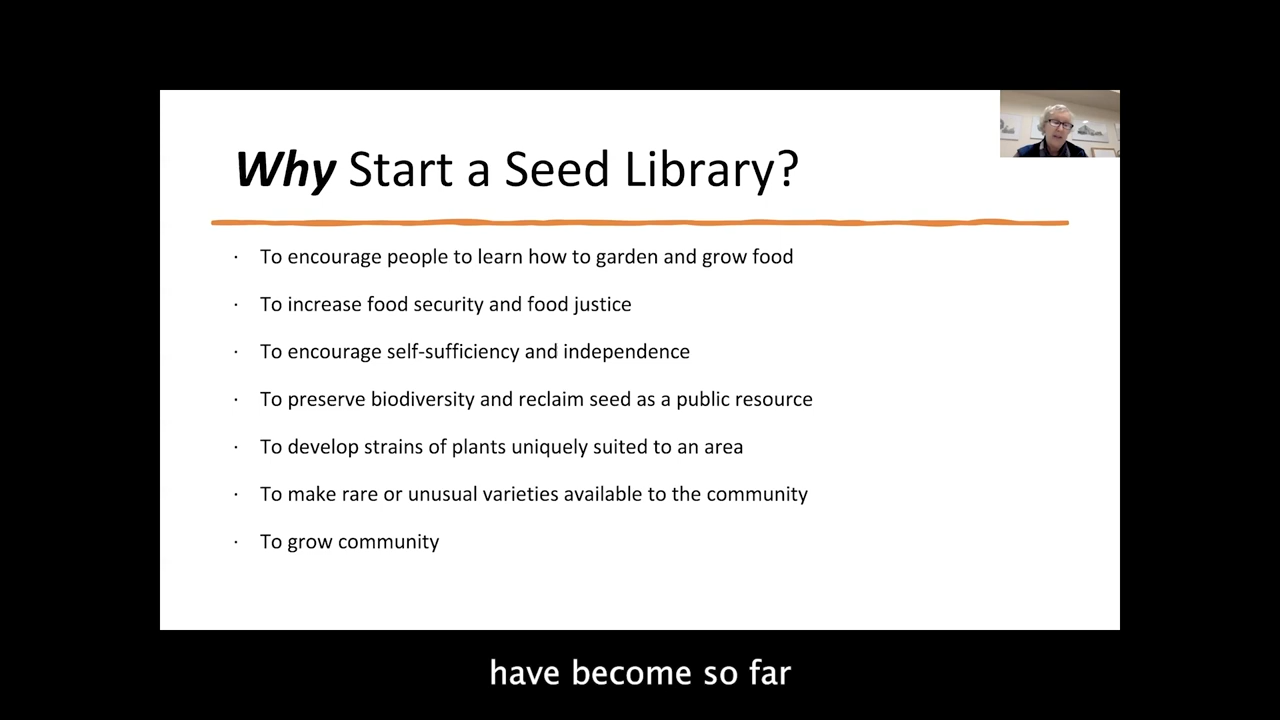 Why Start a Seed Library?
· To encourage people to learn how to garden and grow food
· To increase food security and food justice
· To encourage self-sufficiency and independence
· To preserve biodiversity and reclaim seed as a public resource
· To develop strains of plants uniquely suited to an area
· To make rare or unusual varieties available to the community
· To grow community
have become so far